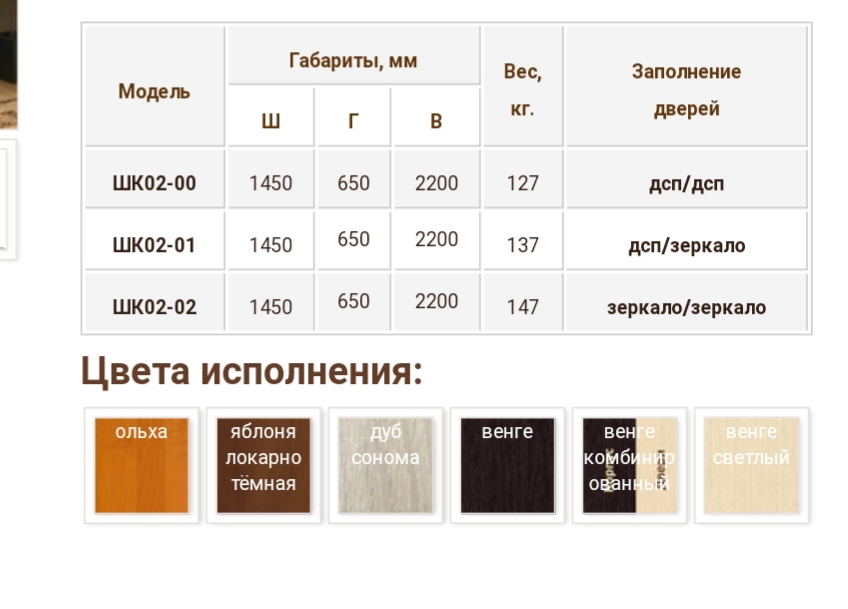 Модель Габариты, мм Вес, кг. Заполнение дверей
Ш Г В
ШК02-00 1450 650 2200 127 дсп/дсп
ШК02-01 1450 650 2200 137 дсп/зеркало
ШК02-02 1450 650 2200 147 зеркало/зеркало
Цвета исполнения:
ольха
яблоня
локарно
тёмная
дуб
сонома
венге
венге
комбинир
ованный
венге
светлый